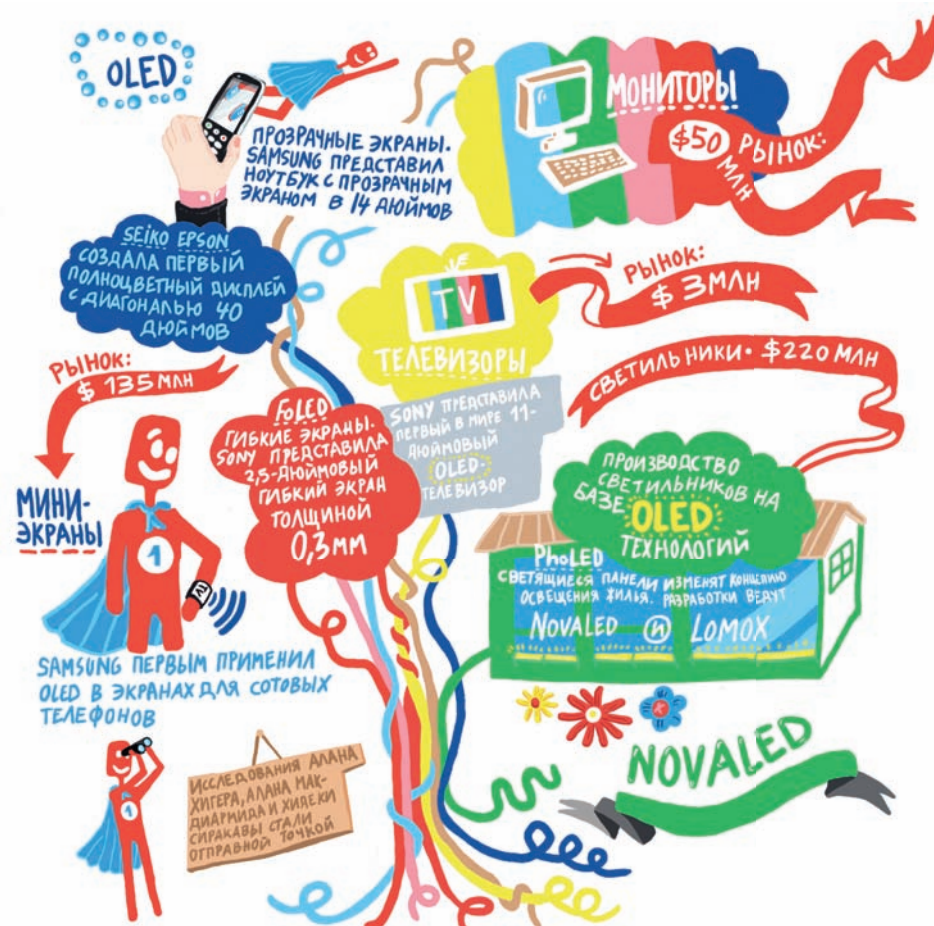 OLED
ПРОЗРАЧНЫЕ ЭКРАНЫ.
SAMSUNG ПРЕДСТАВИЛ
НОУТБУК С ПРОЗРАЧНЫМ
ЭКРАНОМ В 14 ДЮЙМОВ
МОНИТОРЫ
РЫНОК:
$50
МЛН
SEIKO EPSON
СОЗДАЛА ПЕРВЫЙ
ПОЛНОЦВЕТНЫЙ ДИСПЛЕЙ
С ДИАГОНАЛЬЮ 40
ДЮЙМОВ
TV
ТЕЛЕВИЗОРЫ
РЫНОК:
$ 3МЛН
SONY ПРЕДСТАВИЛА
ПЕРВЫЙ В МИРЕ 11-
ДЮЙМОВЫЙ
OLED-
ТЕЛЕВИЗОР
СВЕТИЛЬНИКИ • $220 МЛН
РЫНОК:
$ 135 МЛН
МИНИ-
ЭКРАНЫ
1
TV
FOLED
ГИБКИЕ ЭКРАНЫ.
SONY ПРЕДСТАВИЛА
2,5-ДЮЙМОВЫЙ
ГИБКИЙ ЭКРАН
ТОЛЩИНОЙ
0,3ММ
ПРОИЗВОДСТВО
СВЕТИЛЬНИКОВ НА
БАЗЕ OLED
ТЕХНОЛОГИЙ
PhOLED
СВЕТЯЩИЕСЯ ПАНЕЛИ ИЗМЕНЯТ КОНЦЕПЦИЮ
ОСВЕЩЕНИЯ ЖИЛЬЯ. РАЗРАБОТКИ ВЕДУТ
NOVALED И LOMOX
SAMSUNG ПЕРВЫМ ПРИМЕНИЛ
OLED В ЭКРАНАХ ДЛЯ СОТОВЫХ
ТЕЛЕФОНОВ
K
NOVALED
1
ИССЛЕДОВАНИЯ АЛАНА
ХИГЕРА, АЛАНА МАК-
ДИАРМИДА И ХИДЕКИ
СИРАКАВЫ СТАЛИ
ОТПРАВНОЙ ТОЧКОЙ